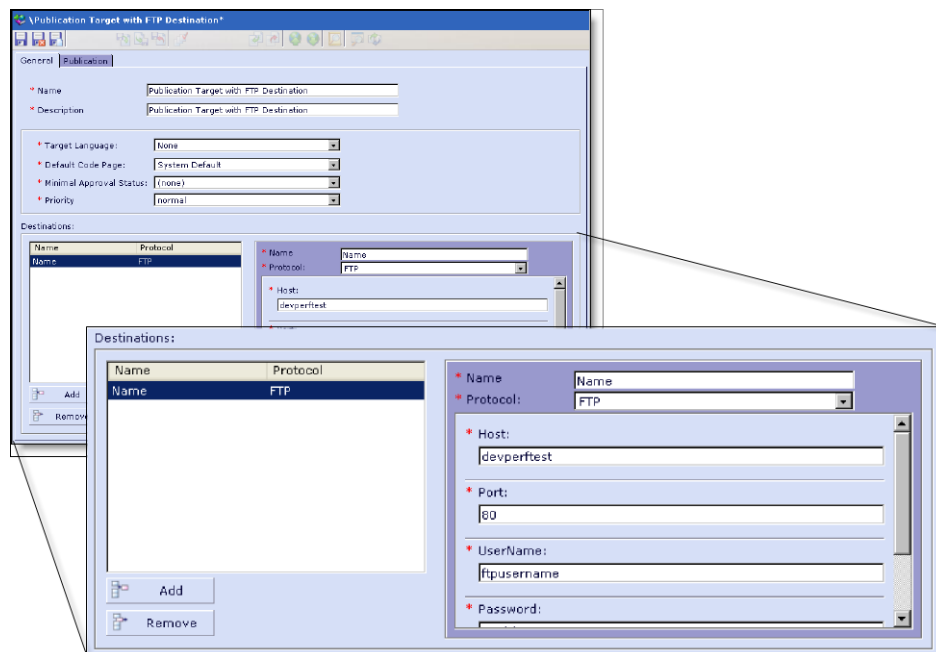 \Publication Target with FTP Destination*
General Publication
* Name Publication Target with FTP Destination
* Description Publication Target with FTP Destination
* Target Language: None
* Default Code Page: System Default
* Minimal Approval Status: (none)
* Priority normal
Destinations:
Name Protocol
Name FTP
* Name Name
* Protocol: FTP
* Host:
devperftest
Add
Remove
Destinations:
Name Protocol
Name FTP
Add
Remove
* Name Name
* Protocol: FTP
* Host:
devperftest
* Port:
80
* UserName:
ftpusername
* Password: